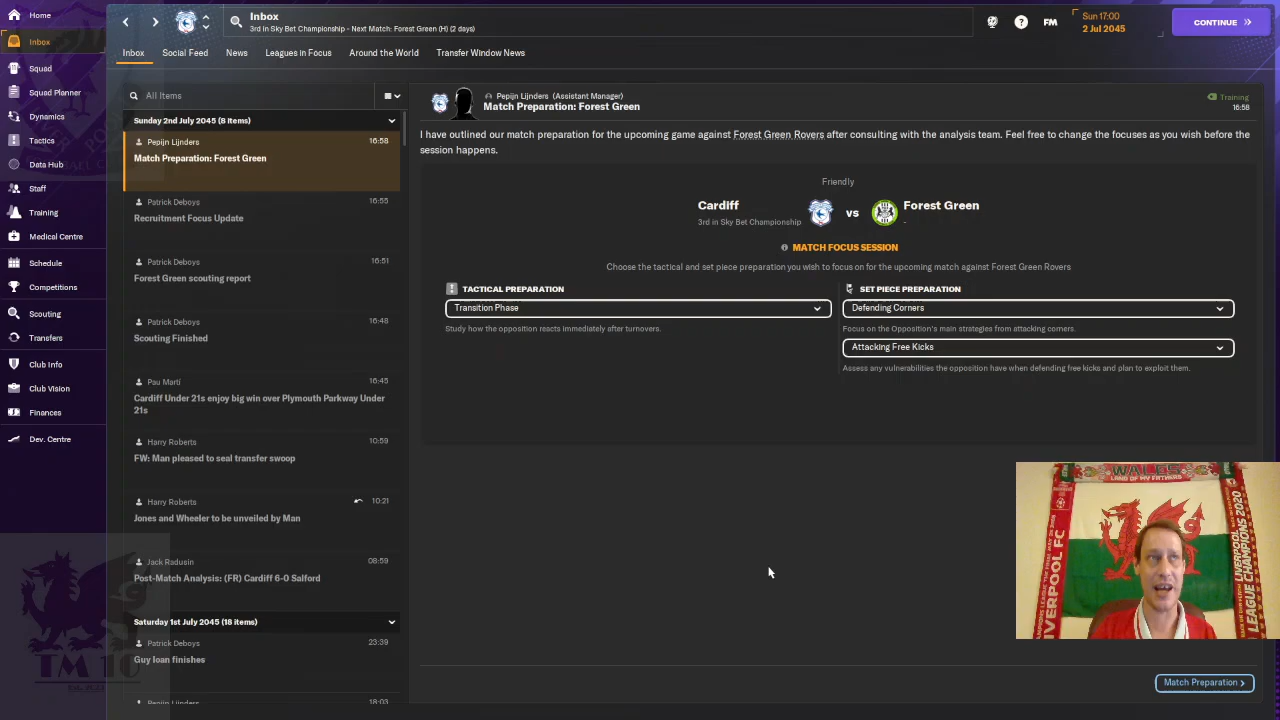 Home
Inbox
Squad
Squad Planner
Dynamics
Tactics
Data Hub
Staff
Training
Medical Centre
Schedule
Competitions
Scouting
Transfers
Club Info
Club Vision
Finances
Dev. Centre
Inbox
3rd in Sky Bet Championship - Next Match: Forest Green (H) (2 days)
FM
Sun 17:00
2 Jul 2045
CONTINUE
Inbox
Social Feed
News
Leagues in Focus
Around the World
Transfer Window News
All Items
Sunday 2nd July 2045 (8 items)
Pepijn Lijnders 16:58
Match Preparation: Forest Green
Patrick Deboys 16:55
Recruitment Focus Update
Patrick Deboys 16:51
Forest Green scouting report
Patrick Deboys 16:48
Scouting Finished
Pau Martí 16:45
Cardiff Under 21s enjoy big win over Plymouth Parkway Under
21s
Harry Roberts 10:59
FW: Man pleased to seal transfer swoop
Harry Roberts 10:21
Jones and Wheeler to be unveiled by Man
Jack Radusin 08:59
Post-Match Analysis: (FR) Cardiff 6-0 Salford
Saturday 1st July 2045 (18 items)
Patrick Deboys 23:39
Guy loan finishes
Pepijn Lijnders 18:03
Pepijn Lijnders (Assistant Manager)
Match Preparation: Forest Green
Training
16:58
I have outlined our match preparation for the upcoming game against Forest Green Rovers after consulting with the analysis team. Feel free to change the focuses as you wish before the
session happens.
Friendly
Cardiff
3rd in Sky Bet Championship
vs
Forest Green
-
MATCH FOCUS SESSION
Choose the tactical and set piece preparation you wish to focus on for the upcoming match against Forest Green Rovers
TACTICAL PREPARATION
Transition Phase
Study how the opposition reacts immediately after turnovers.
SET PIECE PREPARATION
Defending Corners
Focus on the Opposition's main strategies from attacking corners.
Attacking Free Kicks
Assess any vulnerabilities the opposition have when defending free kicks and plan to exploit them.
Match Preparation
WALES
LAND OF MY FATHERS
LIVERPOOL FC
LIVERPOOL
LEAGUE CHAMPIONS 2020
TM 10